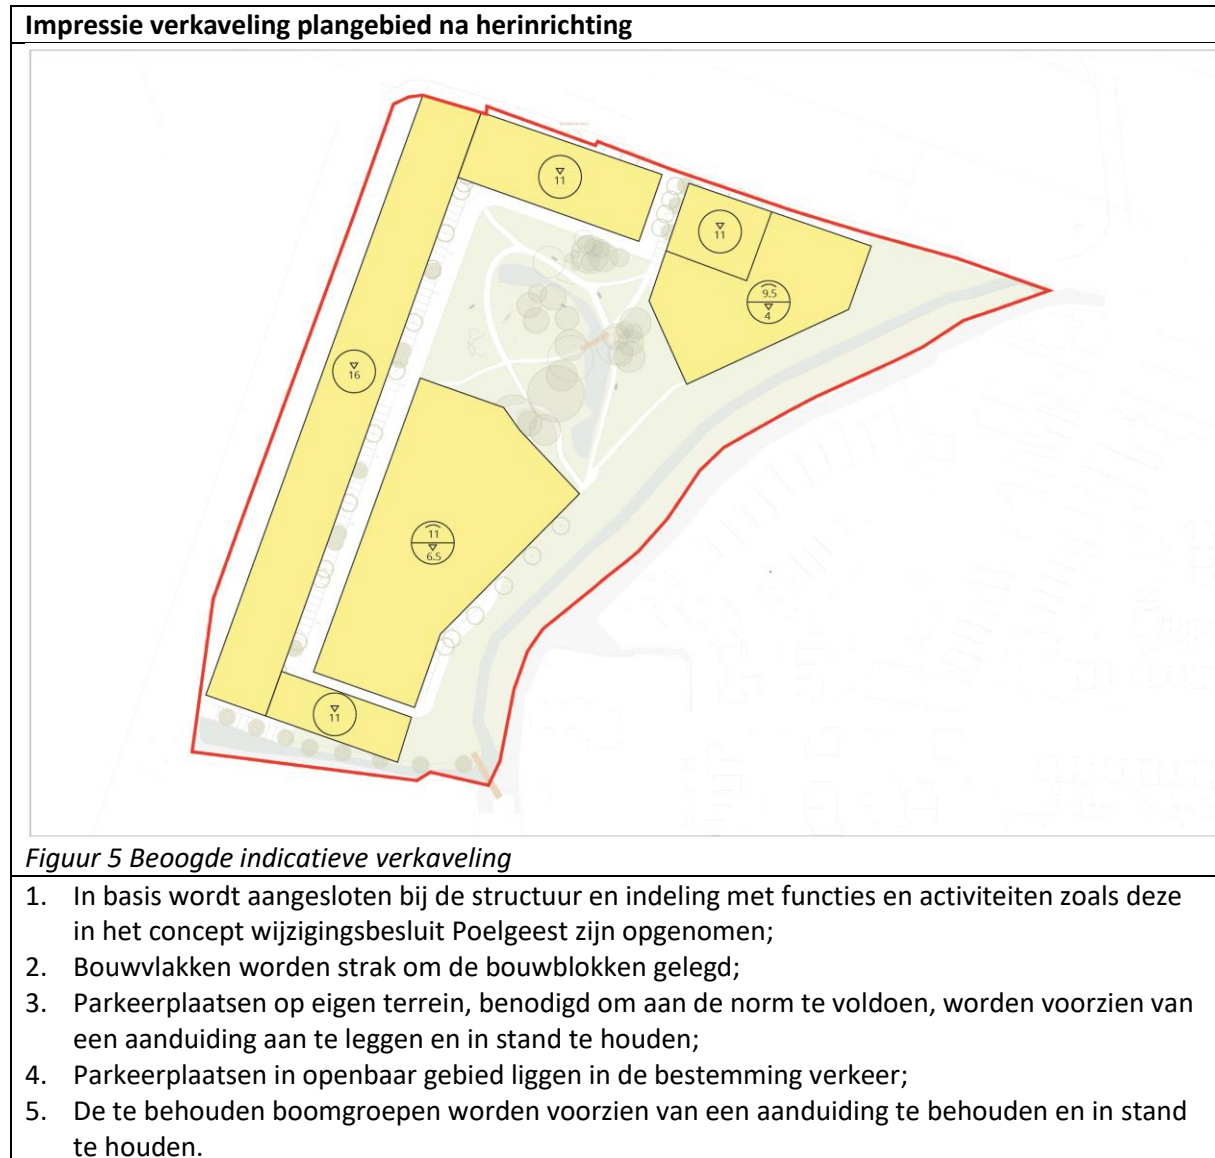 Impressie verkaveling plangebied na herinrichting
11
11
9.5
4
16
11
6.5
11
Figuur 5 Beoogde indicatieve verkaveling
1. In basis wordt aangesloten bij de structuur en indeling met functies en activiteiten zoals deze
in het concept wijzigingsbesluit Poelgeest zijn opgenomen;
2. Bouwvlakken worden strak om de bouwblokken gelegd;
3. Parkeerplaatsen op eigen terrein, benodigd om aan de norm te voldoen, worden voorzien van
een aanduiding aan te leggen en in stand te houden;
4. Parkeerplaatsen in openbaar gebied liggen in de bestemming verkeer;
5. De te behouden boomgroepen worden voorzien van een aanduiding te behouden en in stand
te houden.